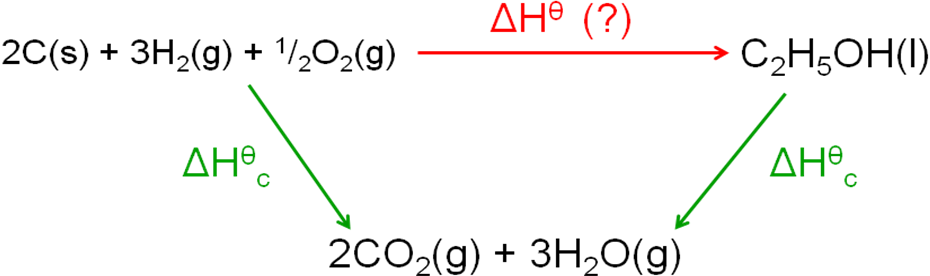 ΔHᶿ (?)
2C(s) + 3H₂(g) + ¹/₂O₂(g)
C₂H₅OH(l)
ΔHᶿc
ΔHᶿc
2CO₂(g) + 3H₂O(g)